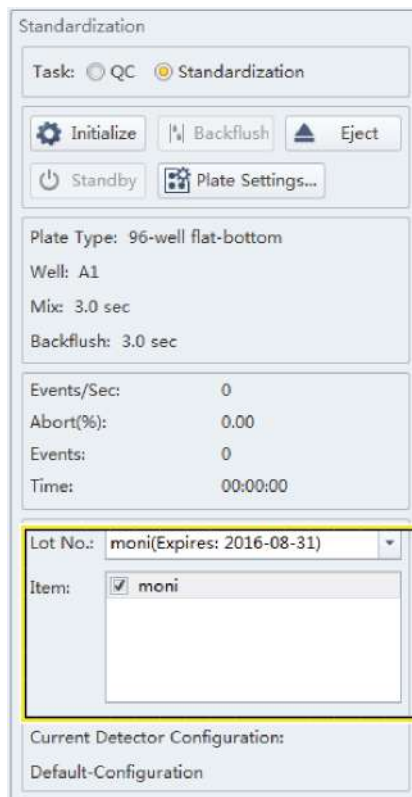 Standardization
Task: QC Standardization
Initialize Backflush Eject
Standby Plate Settings...
Plate Type: 96-well flat-bottom
Well: A1
Mix: 3.0 sec
Backflush: 3.0 sec
Events/Sec: 0
Abort(%): 0.00
Events: 0
Time: 00:00:00
Lot No.: moni(Expires: 2016-08-31)
Item: moni
Current Detector Configuration:
Default-Configuration